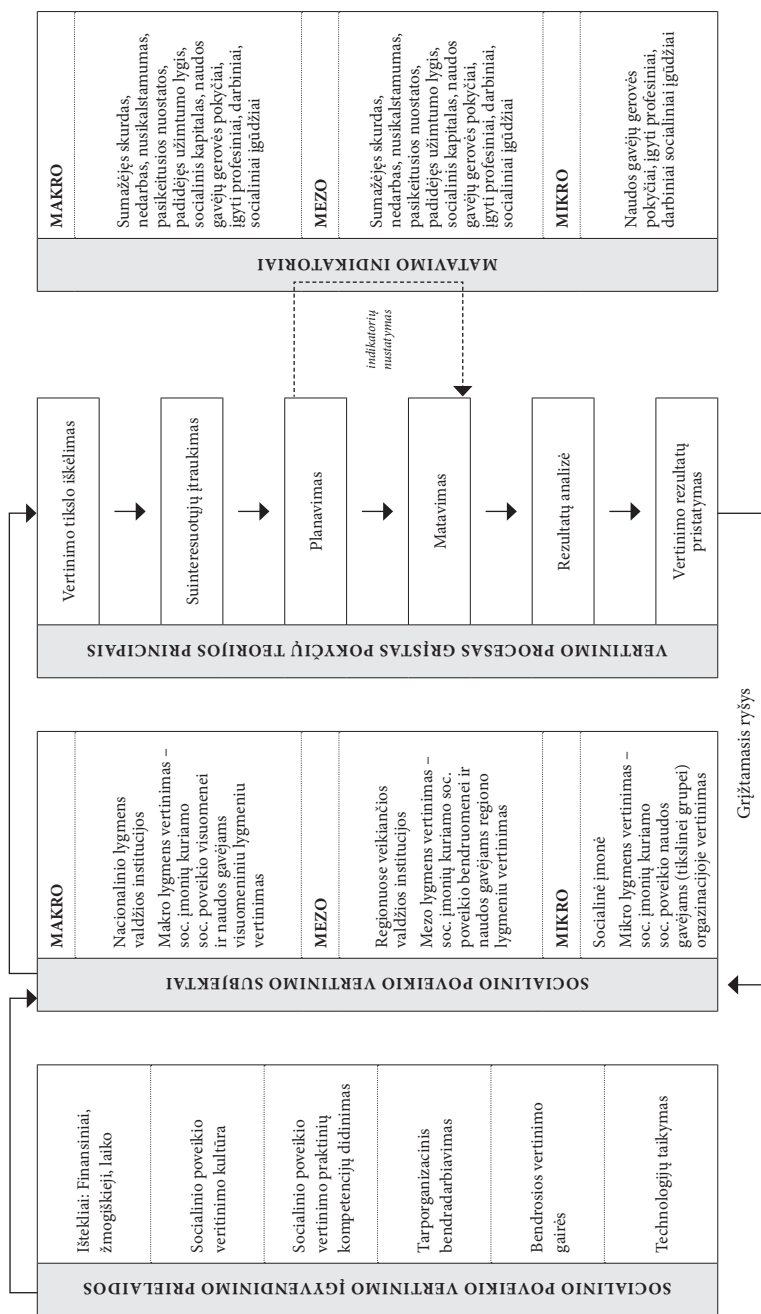 SOCIALINIO POVEIKIO VERTINIMO ĮGYVENDINIMO PRIELAIDOS
Ištekliai: Finansiniai,
žmogiškieji, laiko
Socialinio poveikio
veritinimo kultūra
Socialinio poveikio
vertinimo praktinių
kompetencijų didinimas
Tarporganizacinis
bendradarbiavimas
Bendrosios vertinimo
gairės
Technologijų taikymas
SOCIALINIO POVEIKIO VERTINIMO SUBJEKTAI
MAKRO
Nacionalinio lygmens
valdžios institucijos
Makro lygmens vertinimas –
soc. įmonių kuriamo
soc. poveikio visuomenei
ir naudos gavėjams
visuomeniniu lygmeniu
vertinimas
MEZO
Regionuose veikiančios
valdžios institucijos
Mezo lygmens vertinimas –
soc. įmonių kuriamo soc.
poveikio bendruomenei ir
naudos gavėjams regiono
lygmeniu vertinimas
MIKRO
Socialinė įmonė
Mikro lygmens vertinimas –
soc. įmonių kuriamo
soc. poveikio naudos
gavėjams (tikslinei grupei)
orgazinacijoje vertinimas
VERTINIMO PROCESAS GRĮSTAS POKYČIŲ TEORIJOS PRINCIPAIS
Vertinimo tikslo iškėlimas
Suinteresuotųjų įtraukimas
Planavimas
Matavimas
Rezultatų analizė
Vertinimo rezultatų
pristatymas
indikatorių
nustatymas
MATAVIMO INDIKATORIAI
MAKRO
Sumažėjęs skurdas,
nedarbas, nusikalstamumas,
pasikeitusios nuostatos,
padidėjęs užimtumo lygis,
socialinis kapitalas, naudos
gavėjų gerovės pokyčiai,
įgyti profesiniai, darbiniai,
socialiniai įgūdžiai
MEZO
Sumažėjęs skurdas,
nedarbas, nusikalstamumas,
pasikeitusios nuostatos,
padidėjęs užimtumo lygis,
socialinis kapitalas, naudos
gavėjų gerovės pokyčiai,
įgyti profesiniai, darbiniai,
socialiniai įgūdžiai
MIKRO
Naudos gavėjų gerovės
pokyčiai, įgyti profesiniai,
darbiniai socialiniai įgūdžiai
Grįžtamasis ryšys